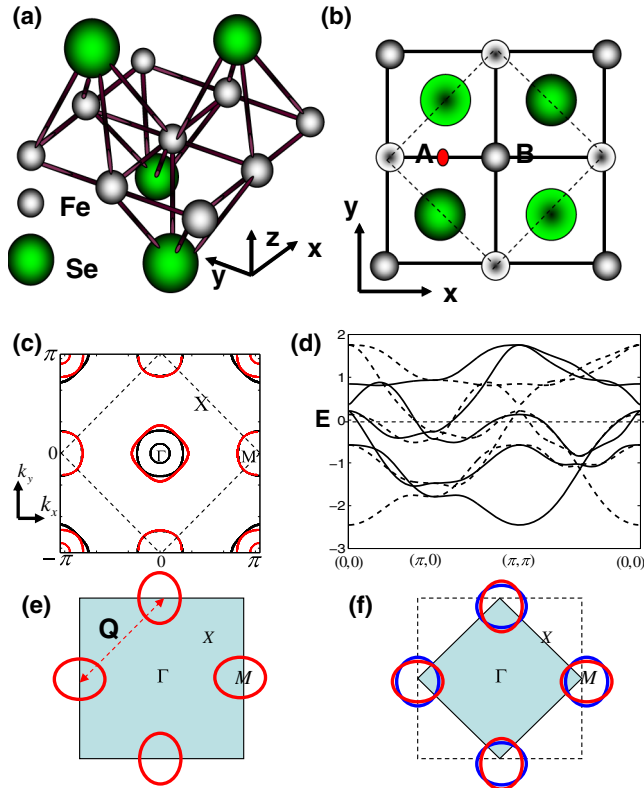 (a)
Fe
Se
z
x
y
(b)
A
B
y
x
(c)
π
X
0
Γ
M
k_y
k_x
−π
0
π
(d)
2
1
E
0
−1
−2
−3
(0,0)
(π,0)
(π,π)
(0,0)
(e)
Q
X
Γ
M
(f)
X
Γ
M